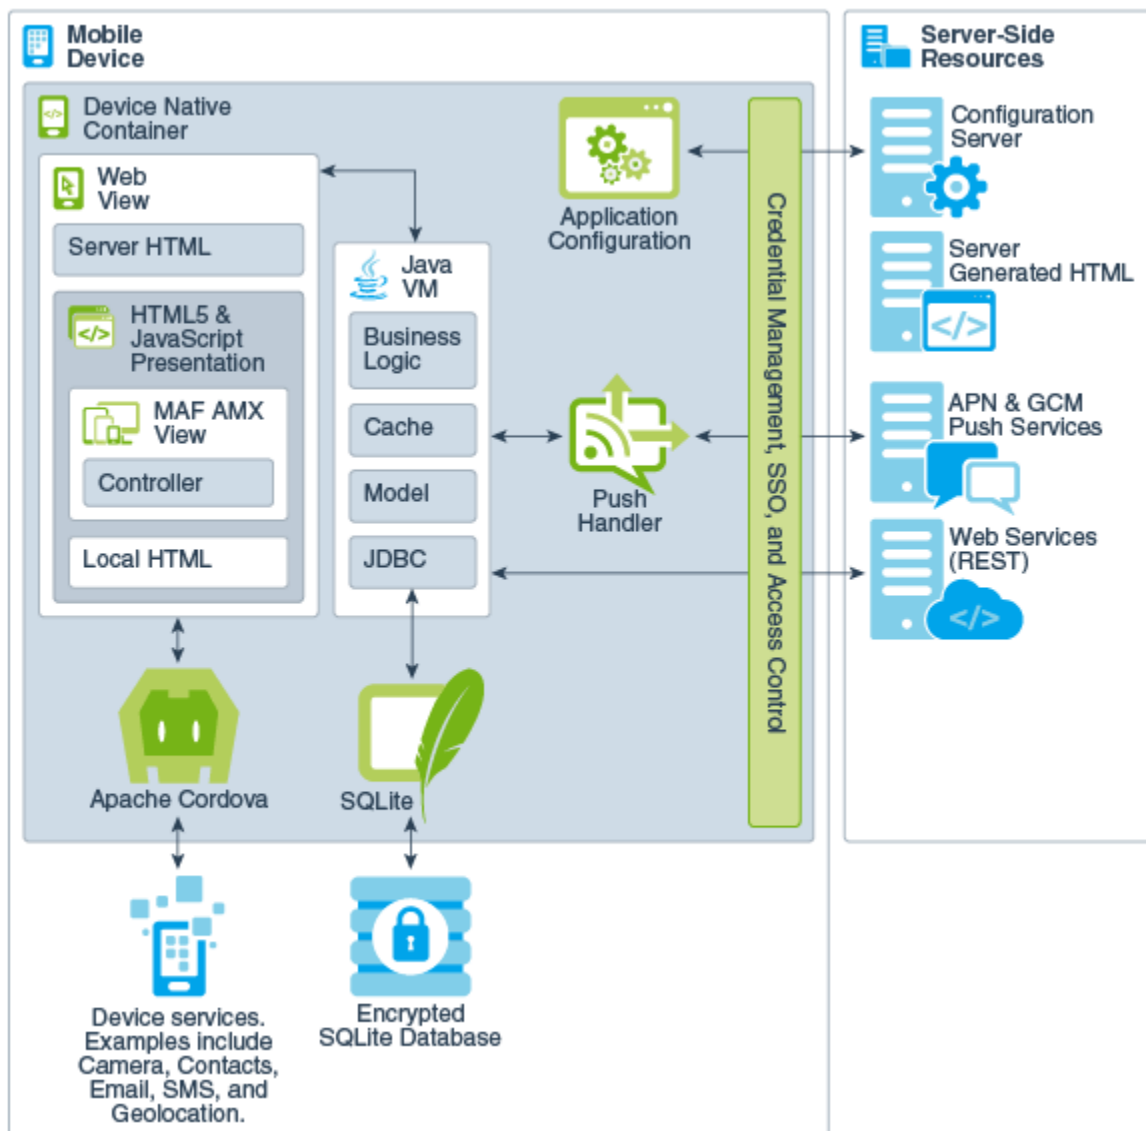 Mobile
Device
Device Native
Container
Web
View
Server HTML
HTML5 &
JavaScript
Presentation
</>
MAF AMX
View
Controller
Local HTML
Java
VM
Business
Logic
Cache
Model
JDBC
Application
Configuration
Push
Handler
Credential Management, SSO, and Access Control
Apache Cordova
SQLite
Device services.
Examples include
Camera, Contacts,
Email, SMS, and
Geolocation.
Encrypted
SQLite Database
Server-Side
Resources
Configuration
Server
Server
Generated HTML
</>
APN & GCM
Push Services
Web Services
(REST)
</>